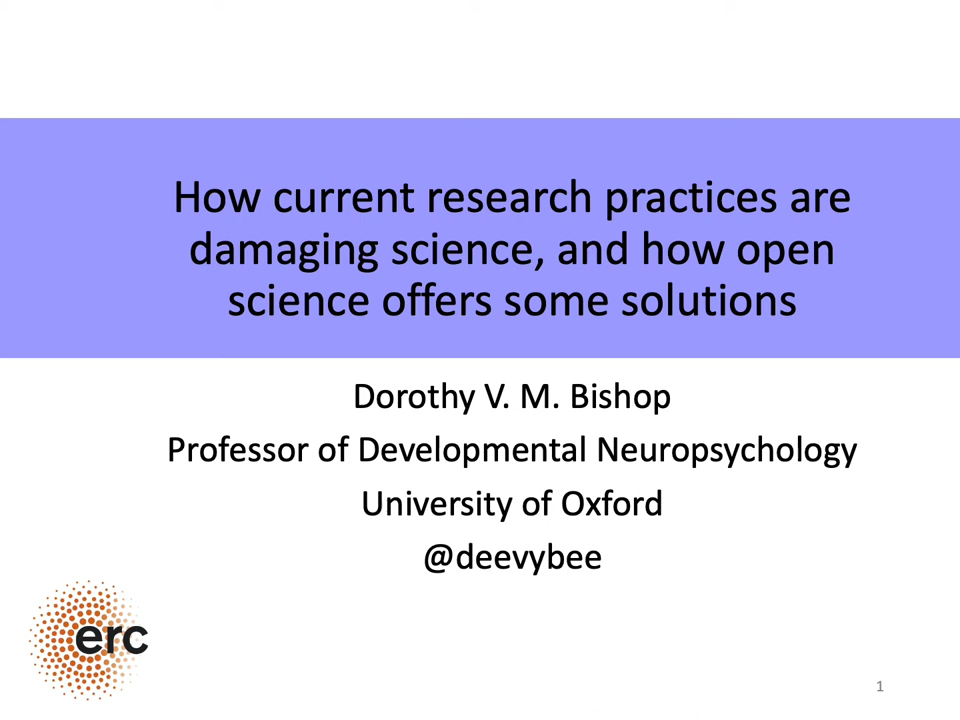 How current research practices are
damaging science, and how open
science offers some solutions
Dorothy V. M. Bishop
Professor of Developmental Neuropsychology
University of Oxford
@deevybee
erc
1